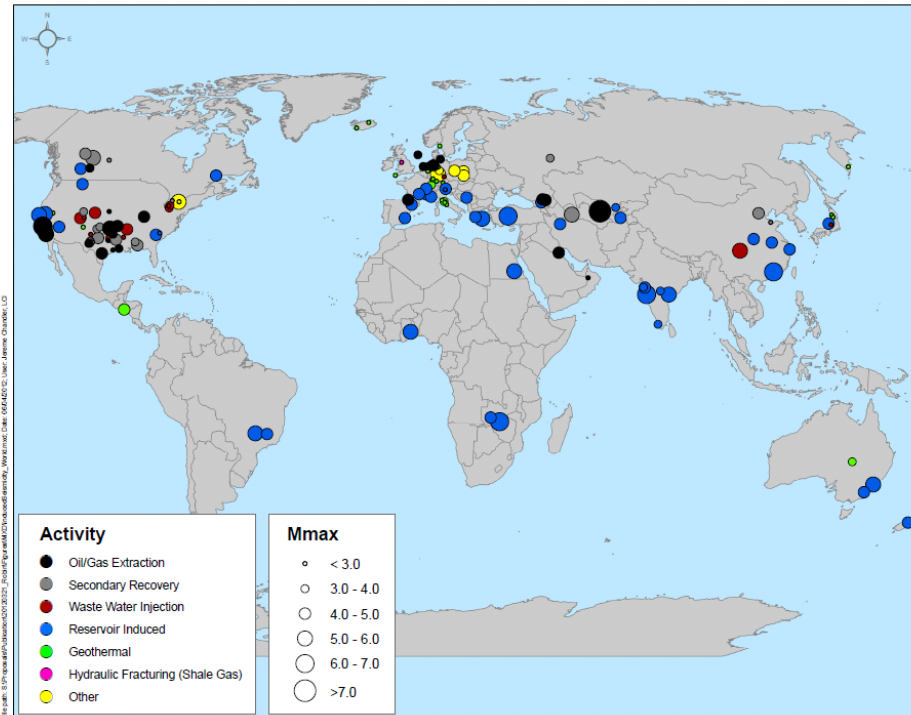 N
W E
S
Activity
Oil/Gas Extraction
Secondary Recovery
Waste Water Injection
Reservoir Induced
Geothermal
Hydraulic Fracturing (Shale Gas)
Other
Mmax
< 3.0
3.0 - 4.0
4.0 - 5.0
5.0 - 6.0
6.0 - 7.0
>7.0